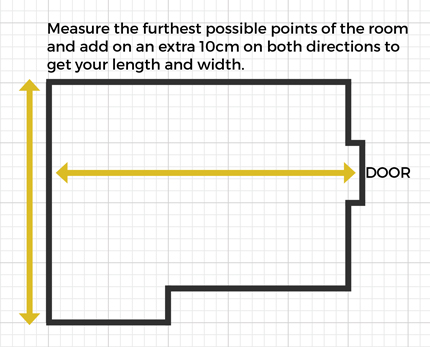 Measure the furthest possible points of the room
and add on an extra 10cm on both directions to
get your length and width.
DOOR